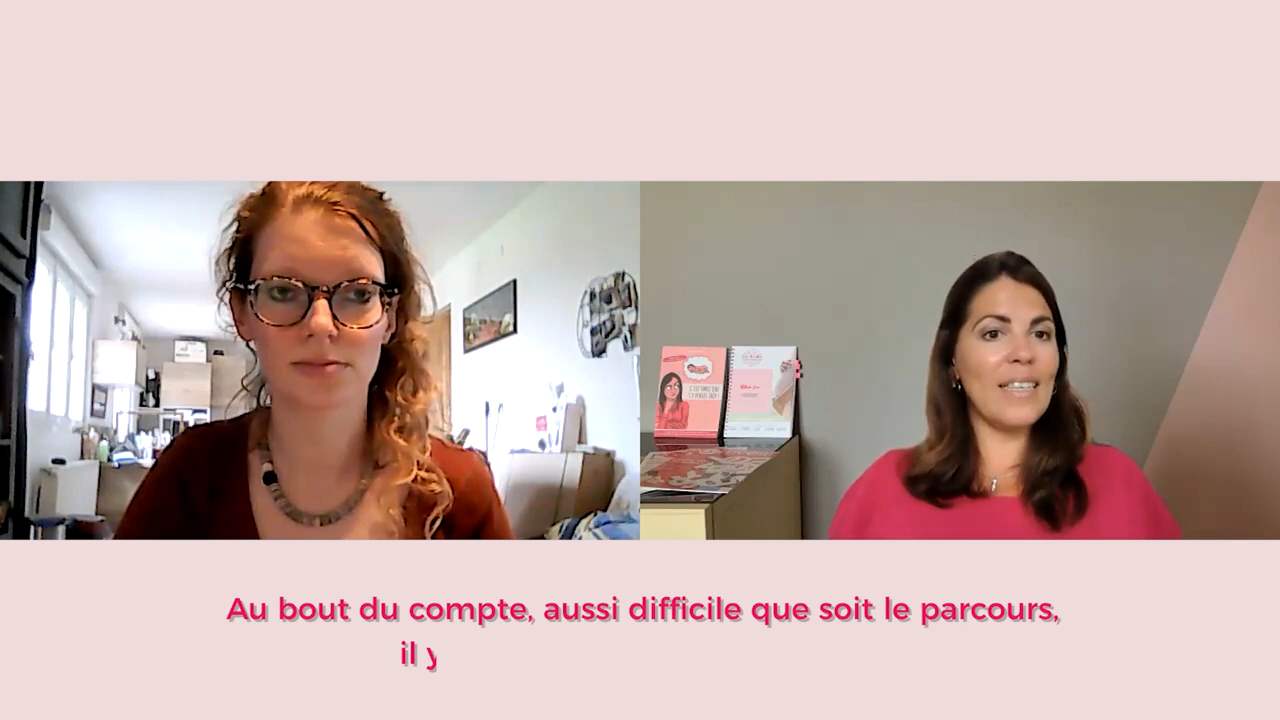 Au bout du compte, aussi difficile que soit le parcours,
il y